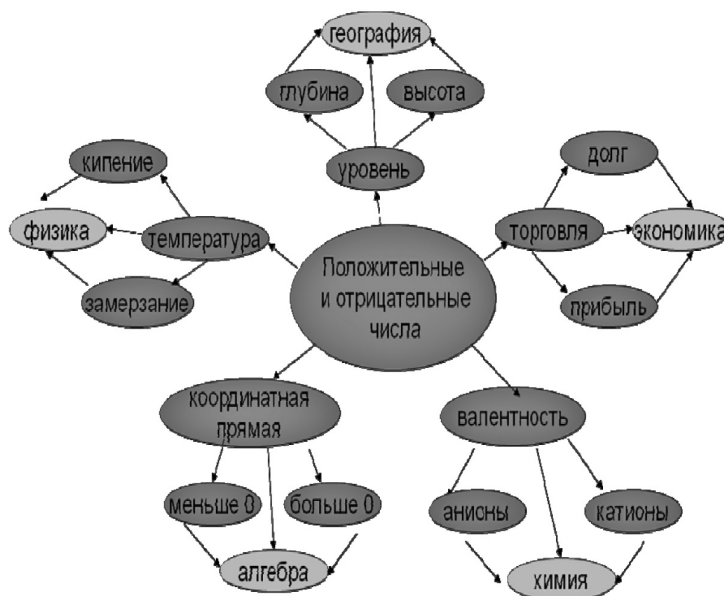 география
глубина
высота
уровень
кипение
физика
температура
замерзание
долг
торговля
экономика
прибыль
Положительные
и отрицательные
числа
координатная
прямая
меньше 0
больше 0
алгебра
валентность
анионы
катионы
химия